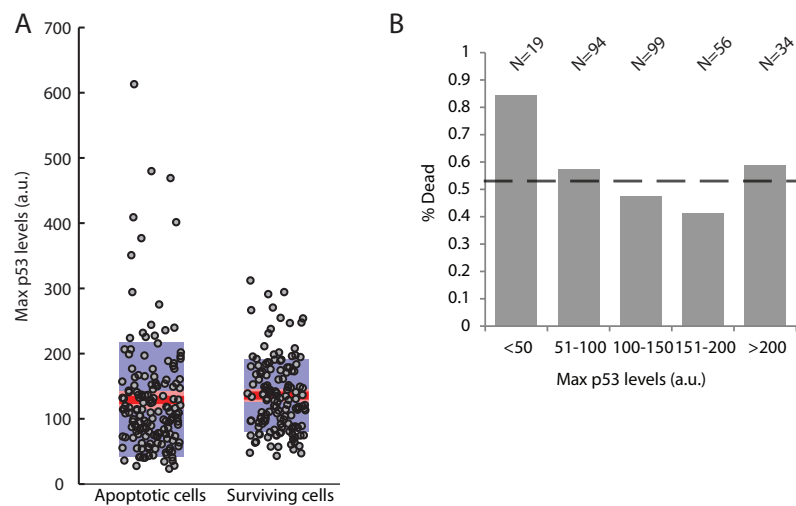 A
Max p53 levels (a.u.)
700
600
500
400
300
200
100
0
Apoptotic cells
Surviving cells
B
N=19
N=94
N=99
N=56
N=34
% Dead
1
0.9
0.8
0.7
0.6
0.5
0.4
0.3
0.2
0.1
0
<50
51-100
100-150
151-200
>200
Max p53 levels (a.u.)